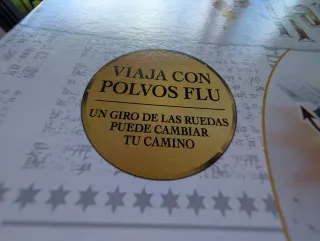 VIAJA CON
POLVOS FLU
UN GIRO DE LAS RUEDAS
PUEDE CAMBIAR
TU CAMINO